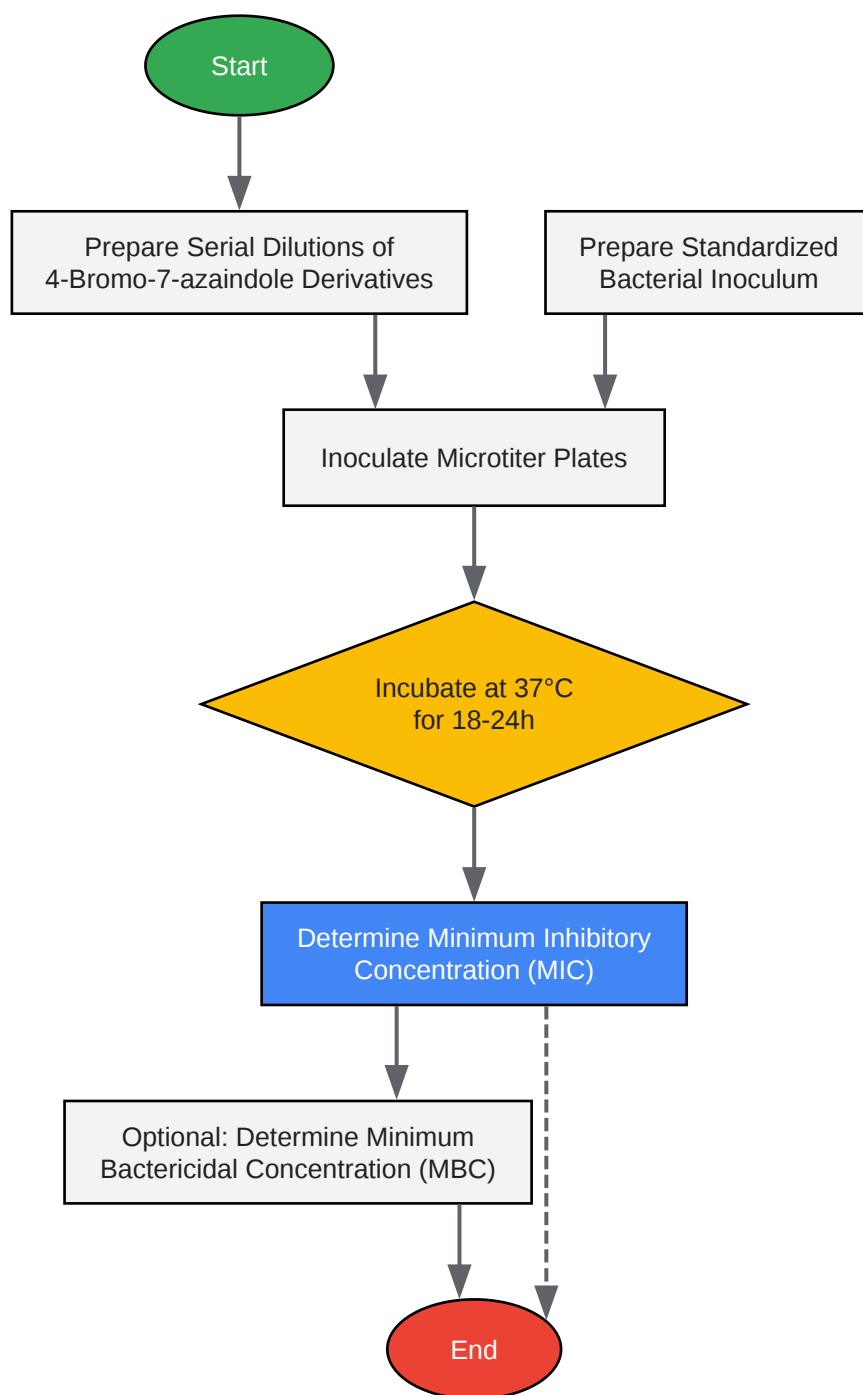 Start
Prepare Serial Dilutions of
4-Bromo-7-azaindole Derivatives
Prepare Standardized
Bacterial Inoculum
Inoculate Microtiter Plates
Incubate at 37°C
for 18-24h
Determine Minimum Inhibitory
Concentration (MIC)
Optional: Determine Minimum
Bactericidal Concentration (MBC)
End